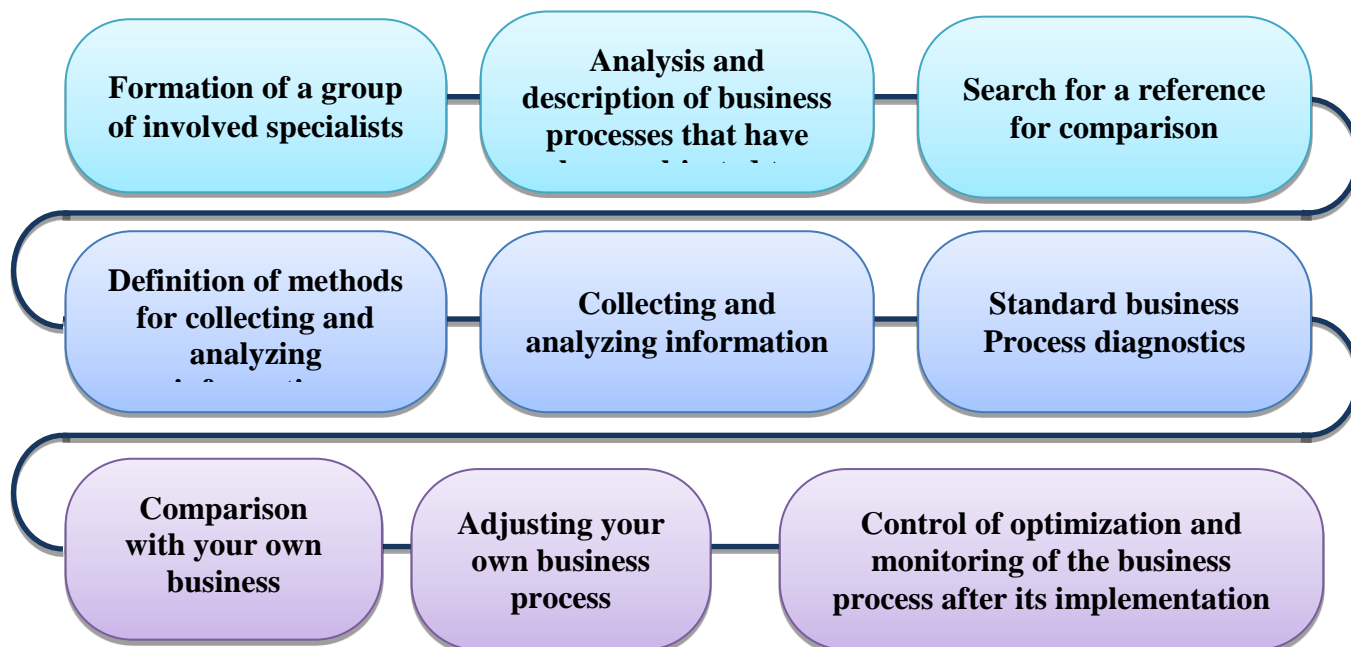 Formation of a group
of involved specialists
Analysis and
description of business
processes that have
Search for a reference
for comparison
Definition of methods
for collecting and
analyzing
Collecting and
analyzing information
Standard business
Process diagnostics
Comparison
with your own
business
Adjusting your
own business
process
Control of optimization and
monitoring of the business
process after its implementation